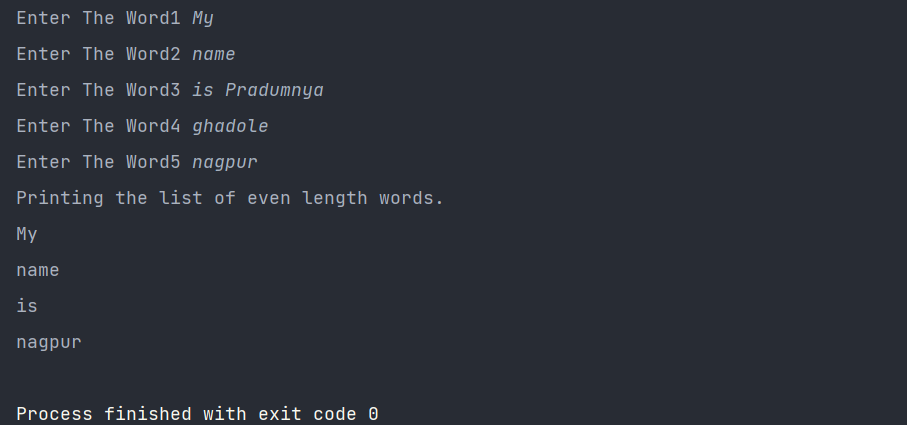 Enter The Word1 My
Enter The Word2 name
Enter The Word3 is Pradumnya
Enter The Word4 ghadole
Enter The Word5 nagpur
Printing the list of even length words.
My
name
is
nagpur
Process finished with exit code 0